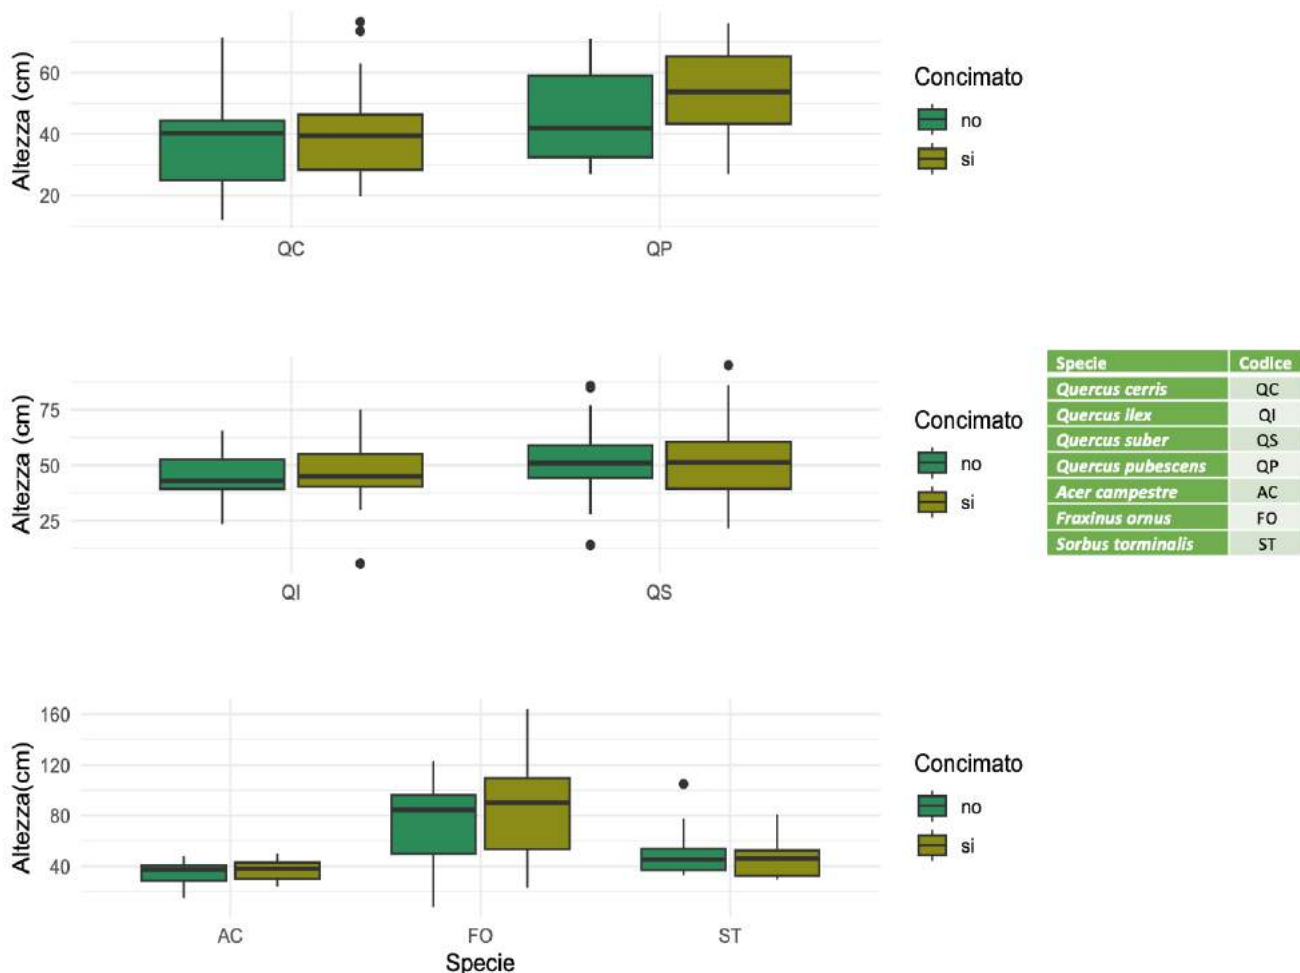 Altezza (cm)
60
40
20
QC QP
Concimato
no
si
Altezza (cm)
75
50
25
QI QS
Concimato
no
si
Specie Codice
Quercus cerris QC
Quercus ilex QI
Quercus suber QS
Quercus pubescens QP
Acer campestre AC
Fraxinus ornus FO
Sorbus torminalis ST
Altezza(cm)
160
120
80
40
AC FO ST
Specie
Concimato
no
si